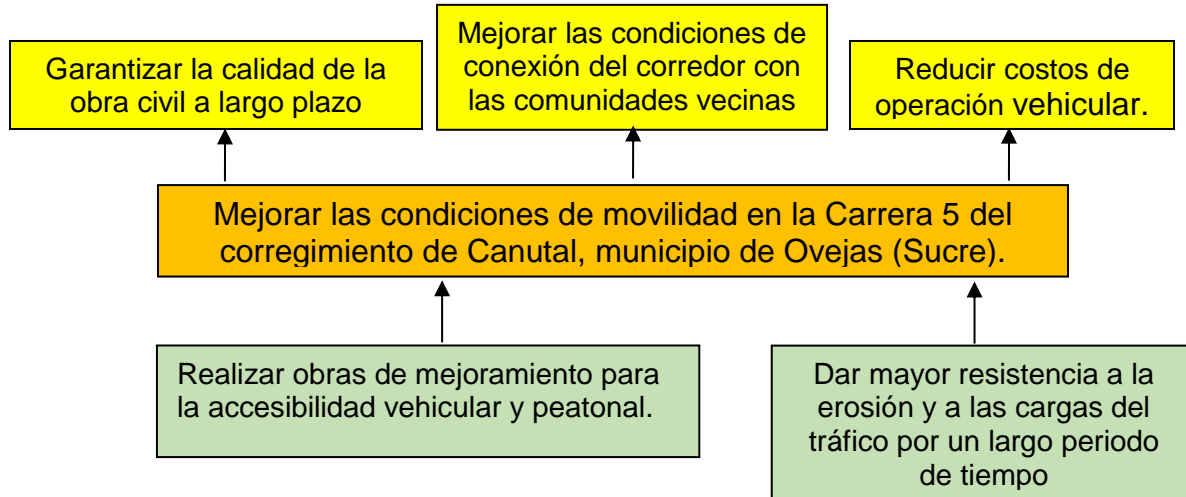 Garantizar la calidad de la
obra civil a largo plazo
Mejorar las condiciones de
conexión del corredor con
las comunidades vecinas
Reducir costos de
operación vehicular.
Mejorar las condiciones de movilidad en la Carrera 5 del
corregimiento de Canutal, municipio de Ovejas (Sucre).
Realizar obras de mejoramiento para
la accesibilidad vehicular y peatonal.
Dar mayor resistencia a la
erosión y a las cargas del
tráfico por un largo periodo
de tiempo